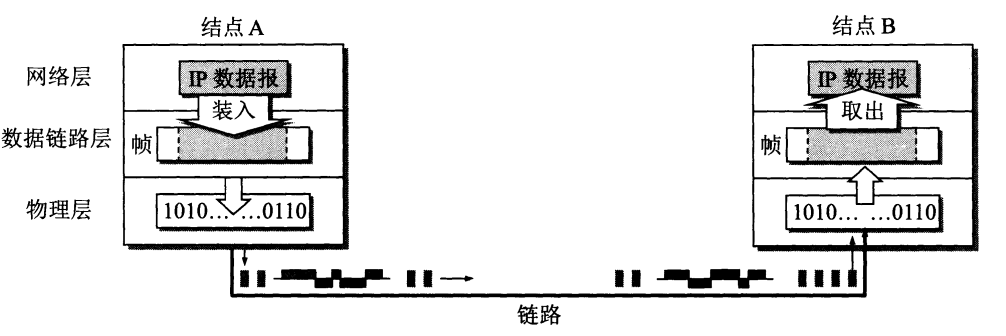 结点 A
结点 B
网络层
IP 数据报
IP 数据报
装入
取出
数据链路层
帧
帧
物理层
1010… …0110
1010… …0110
链路